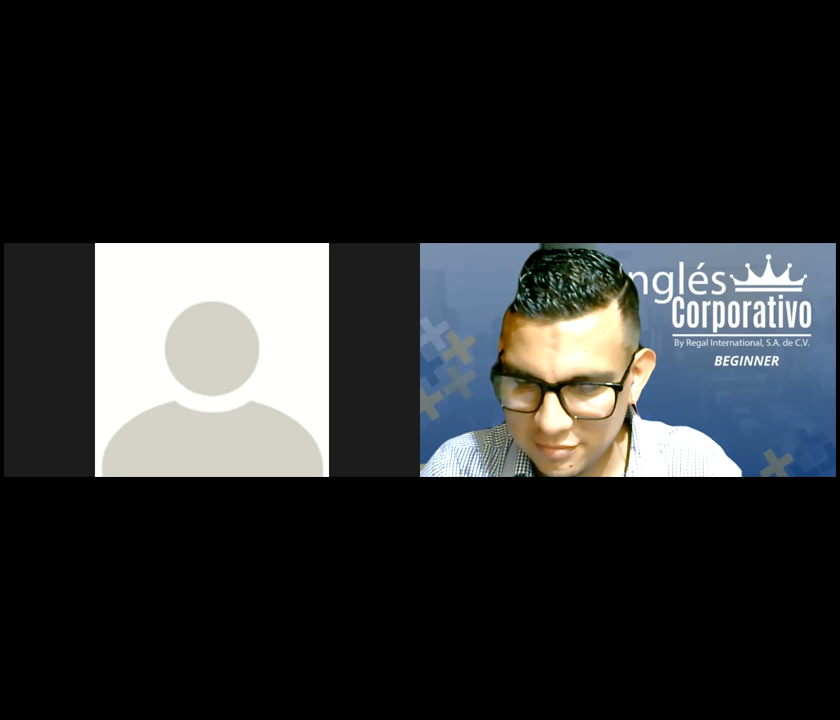 nglés
Corporativo
By Regal International, S.A. de C.V.
BEGINNER